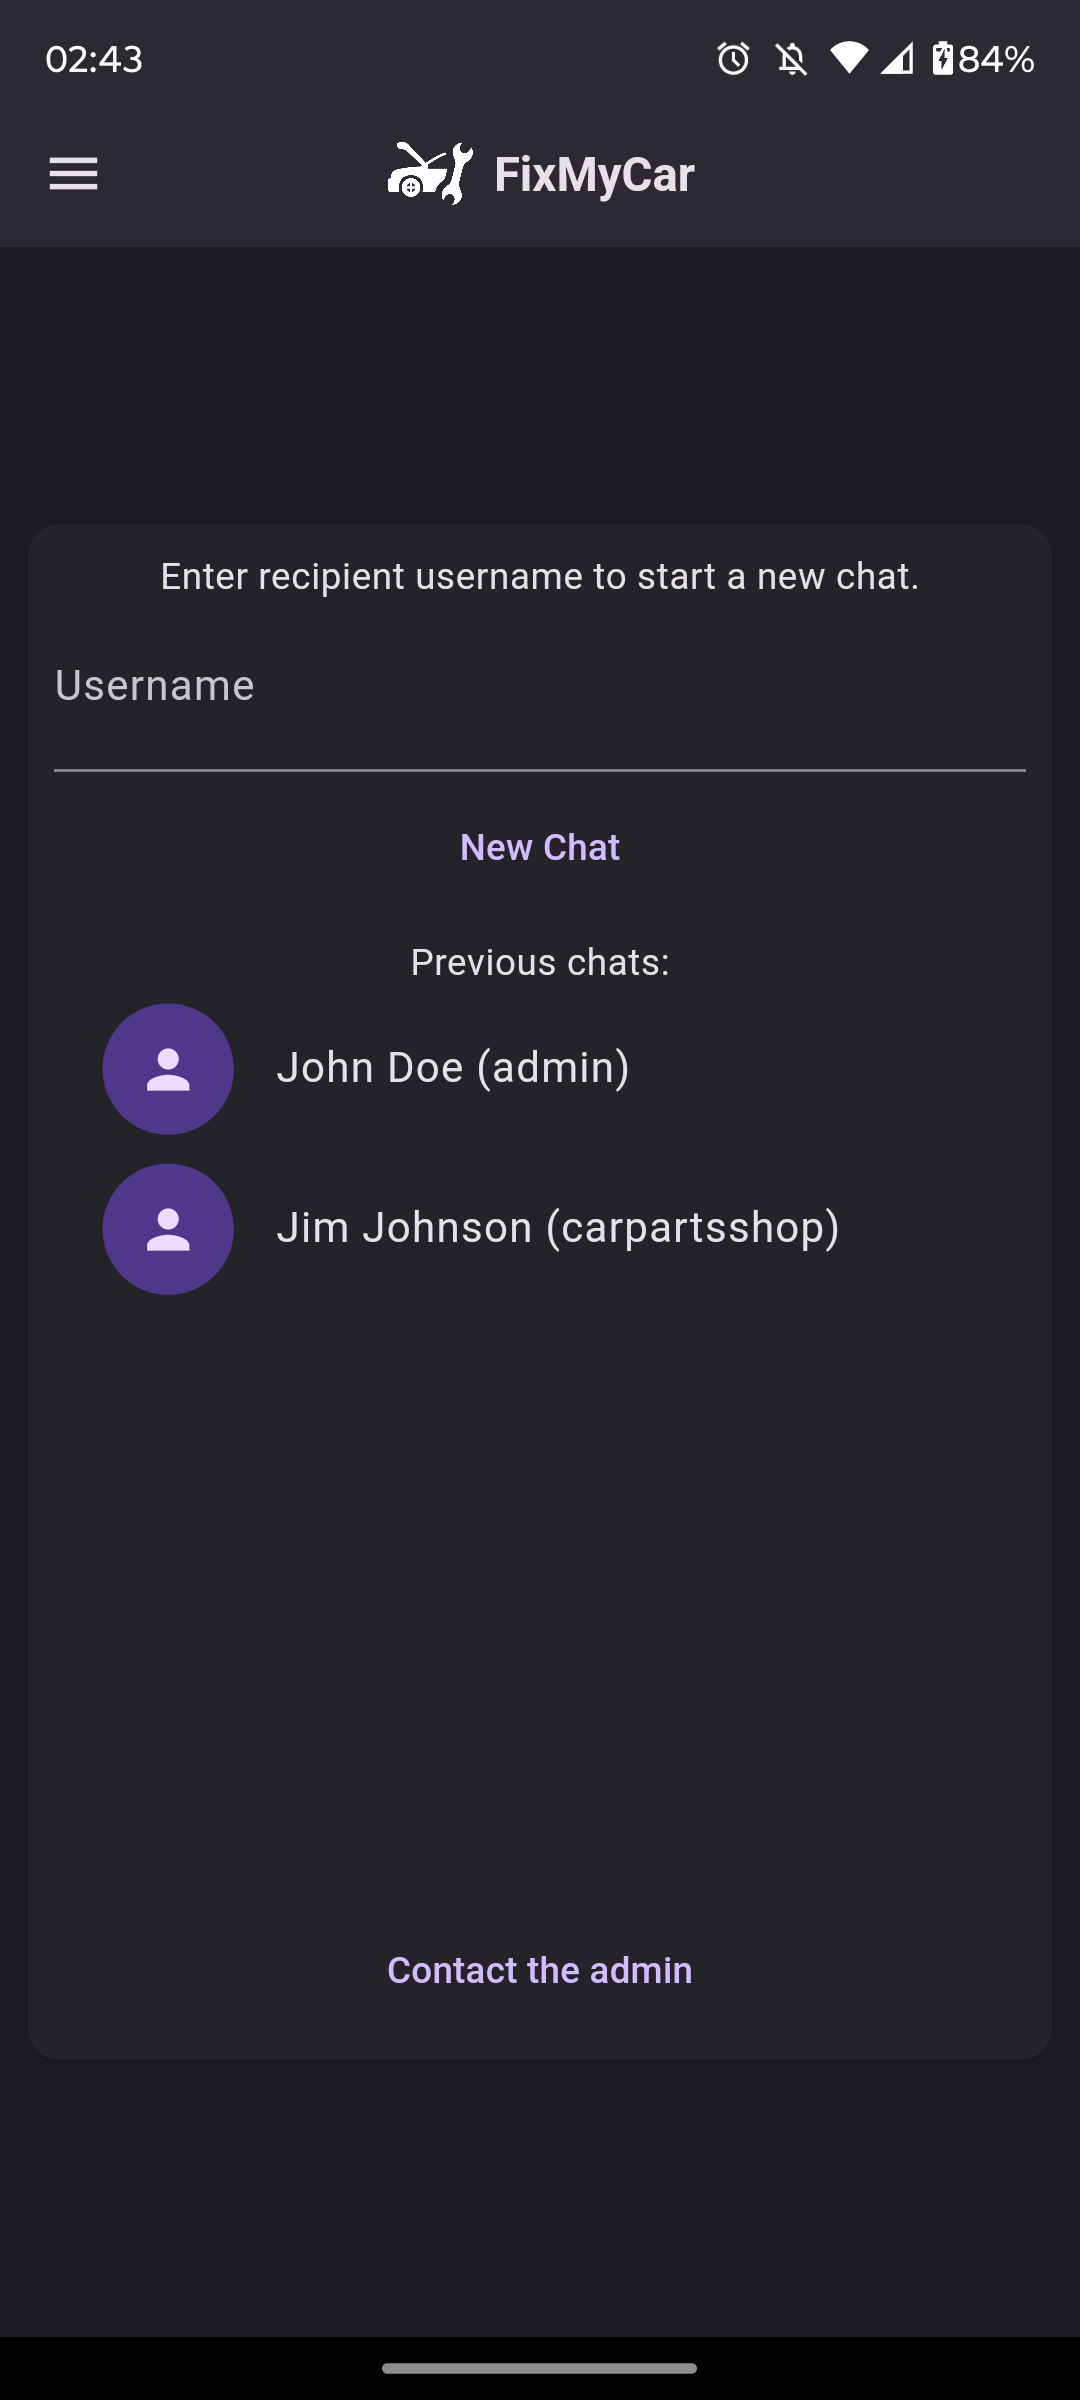 02:43
84%
FixMyCar
Enter recipient username to start a new chat.
Username
New Chat
Previous chats:
John Doe (admin)
Jim Johnson (carpartsshop)
Contact the admin